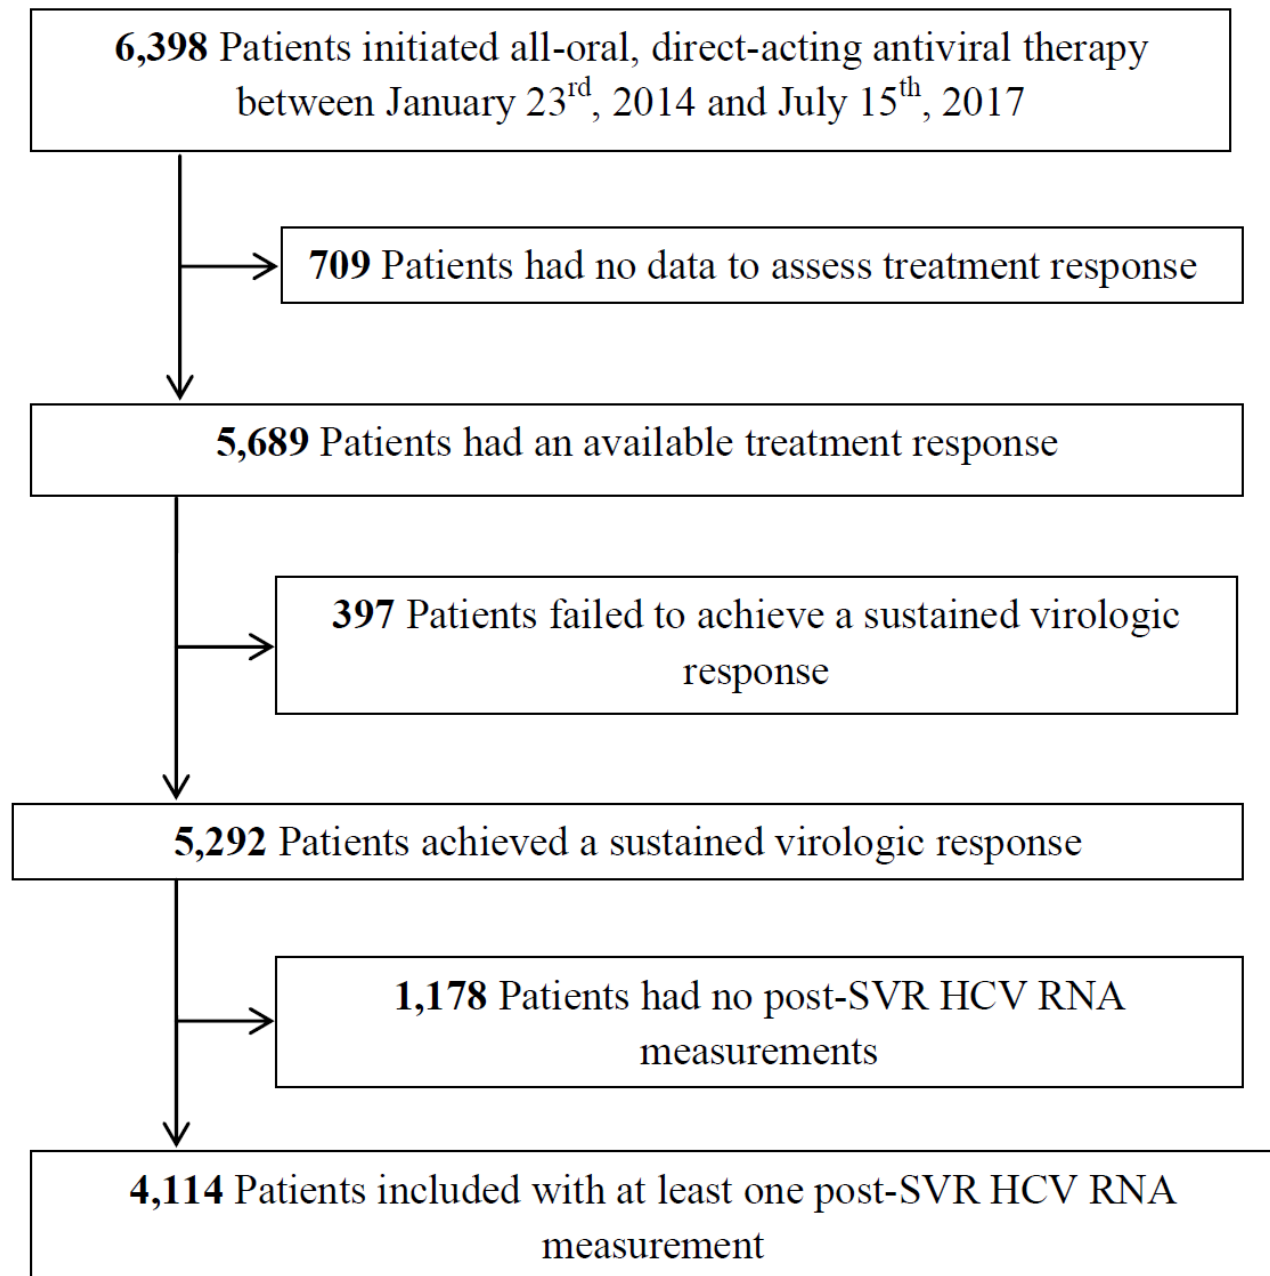 6,398 Patients initiated all-oral, direct-acting antiviral therapy
between January 23rd, 2014 and July 15th, 2017
709 Patients had no data to assess treatment response
5,689 Patients had an available treatment response
397 Patients failed to achieve a sustained virologic
response
5,292 Patients achieved a sustained virologic response
1,178 Patients had no post-SVR HCV RNA
measurements
4,114 Patients included with at least one post-SVR HCV RNA
measurement